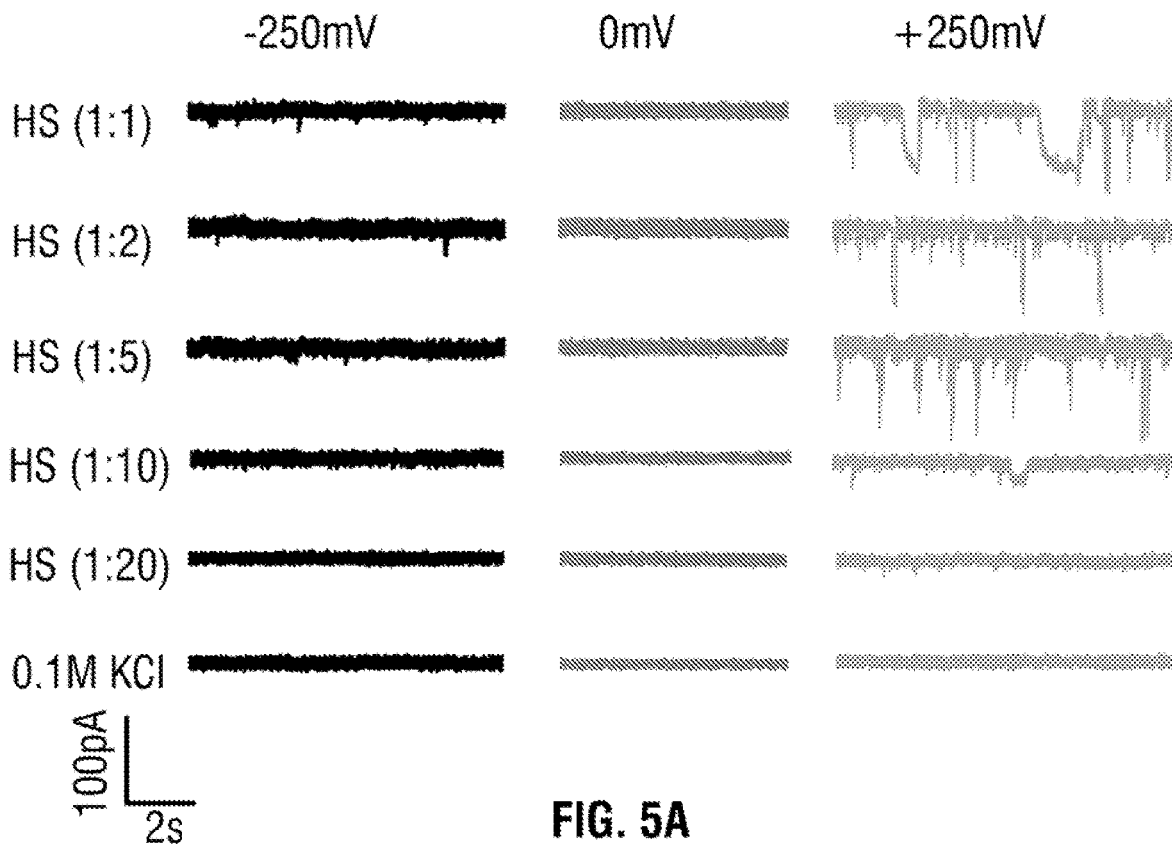 -250mV 0mV +250mV
HS (1:1)
HS (1:2)
HS (1:5)
HS (1:10)
HS (1:20)
0.1M KCl
100pA
2s
FIG. 5A